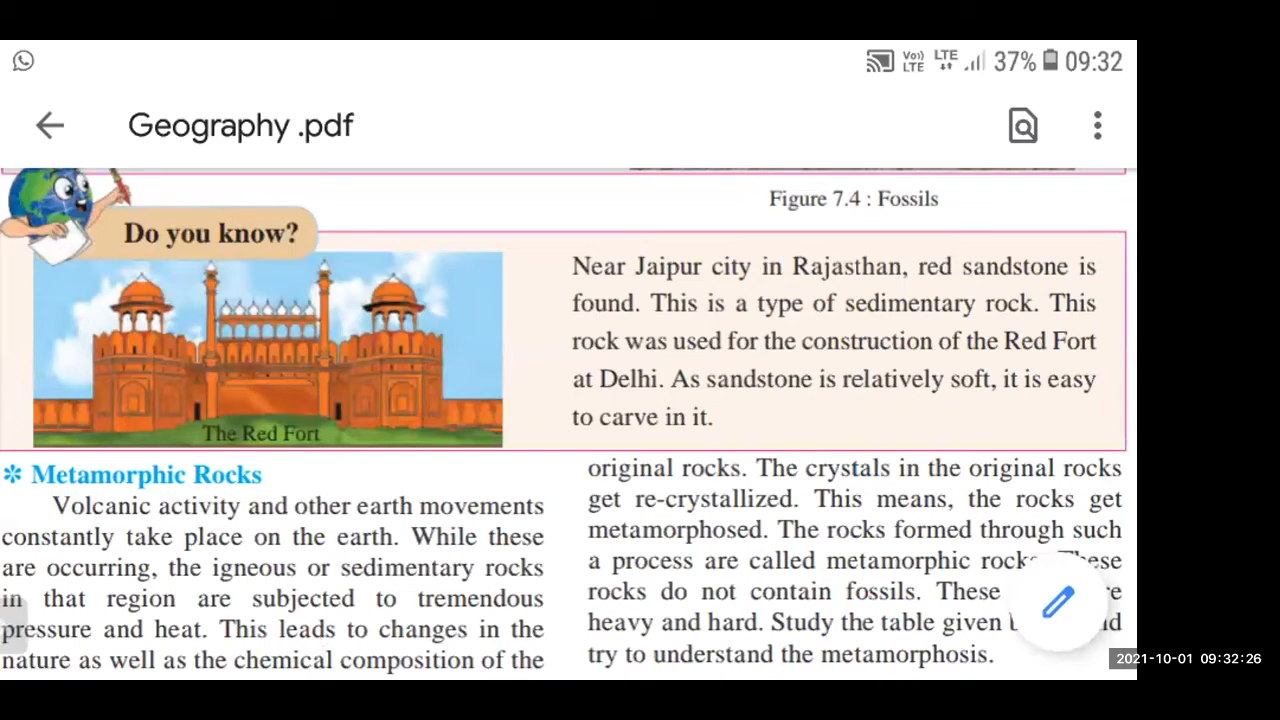 Vo)) LTE LTE 37% 09:32
Geography .pdf
Figure 7.4 : Fossils
Do you know?
Near Jaipur city in Rajasthan, red sandstone is
found. This is a type of sedimentary rock. This
rock was used for the construction of the Red Fort
at Delhi. As sandstone is relatively soft, it is easy
to carve in it.
The Red Fort
* Metamorphic Rocks
Volcanic activity and other earth movements
constantly take place on the earth. While these
are occurring, the igneous or sedimentary rocks
in that region are subjected to tremendous
pressure and heat. This leads to changes in the
nature as well as the chemical composition of the
original rocks. The crystals in the original rocks
get re-crystallized. This means, the rocks get
metamorphosed. The rocks formed through such
a process are called metamorphic rocks. These
rocks do not contain fossils. These
heavy and hard. Study the table given
try to understand the metamorphosis.
2021-10-01 09:32:26